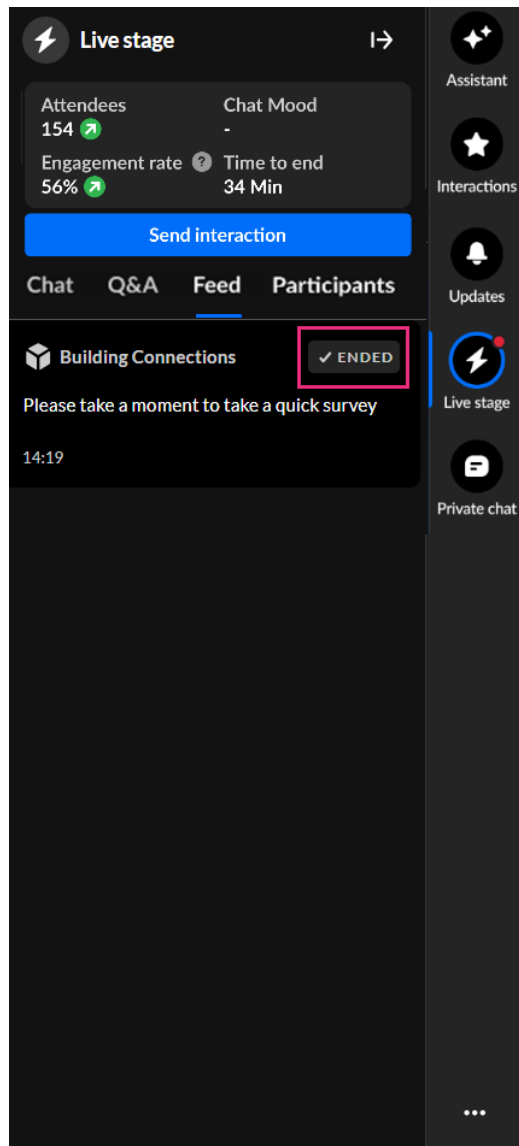 Live stage
Attendees
154
Chat Mood
-
Engagement rate ?
56%
Time to end
34 Min
Send interaction
Chat Q&A Feed Participants
Building Connections
✓ ENDED
Please take a moment to take a quick survey
14:19
Assistant
Interactions
Updates
Live stage
Private chat